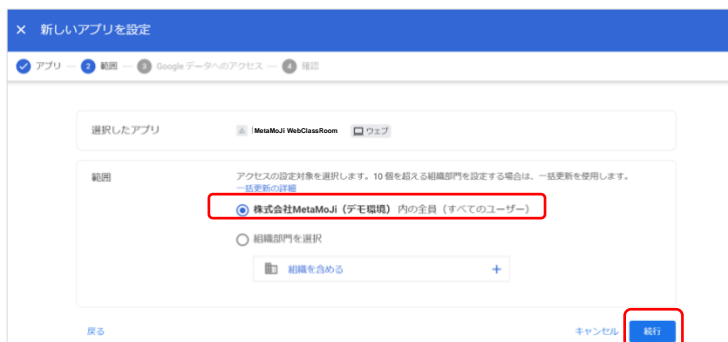 × 新しいアプリを設定
アプリ — 2 範囲 — 3 Google データへのアクセス — 4 確認
選択したアプリ MetaMoJi WebClassRoom ウェブ
範囲 アクセスの設定対象を選択します。10 個を超える組織部門を設定する場合は、一括更新を使用します。
一括更新の詳細
株式会社MetaMoJi(デモ環境) 内の全員(すべてのユーザー)
組織部門を選択
組織を含める +
戻る キャンセル 続行